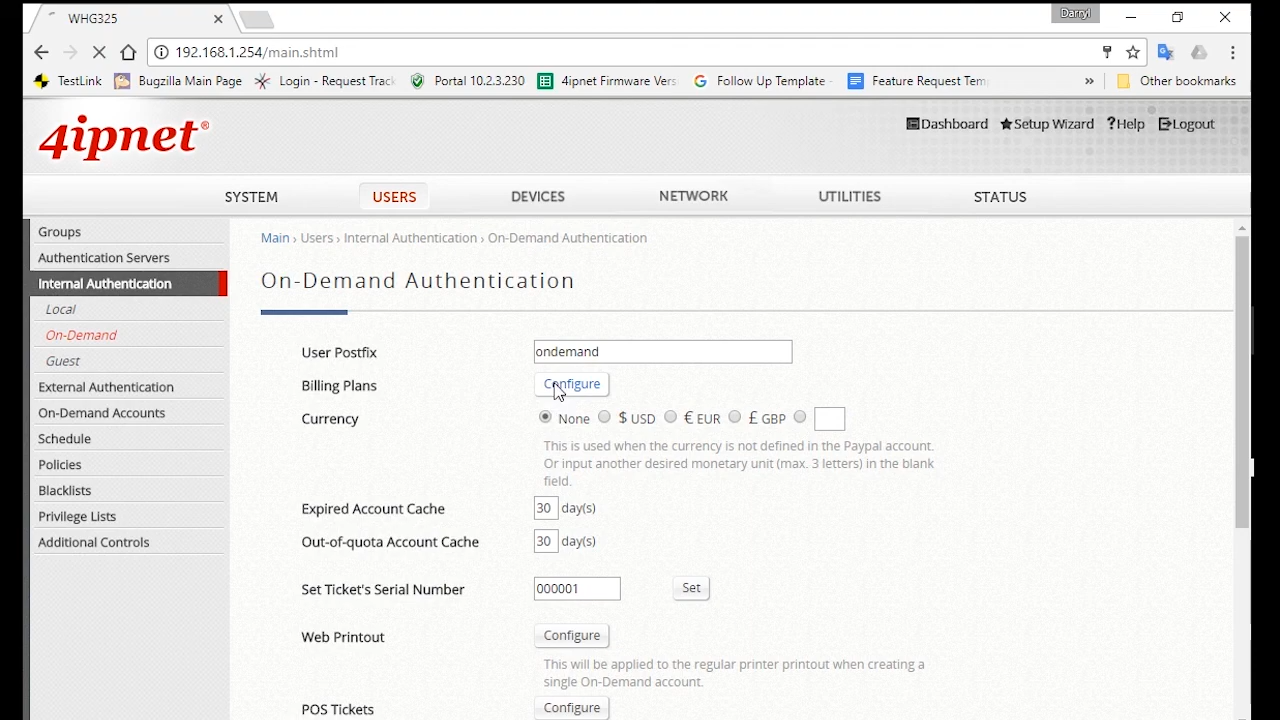 WHG325
Darryl
192.168.1.254/main.shtml
TestLink Bugzilla Main Page Login - Request Track Portal 10.2.3.230 4ipnet Firmware Vers Follow Up Template Feature Request Tem » Other bookmarks
4ipnet®
Dashboard Setup Wizard ?Help Logout
SYSTEM USERS DEVICES NETWORK UTILITIES STATUS
Groups
Authentication Servers
Internal Authentication
Local
On-Demand
Guest
External Authentication
On-Demand Accounts
Schedule
Policies
Blacklists
Privilege Lists
Additional Controls
Main › Users › Internal Authentication › On-Demand Authentication
On-Demand Authentication
User Postfix ondemand
Billing Plans Configure
Currency None $ USD € EUR £ GBP
This is used when the currency is not defined in the Paypal account.
Or input another desired monetary unit (max. 3 letters) in the blank
field.
Expired Account Cache 30 day(s)
Out-of-quota Account Cache 30 day(s)
Set Ticket's Serial Number 000001 Set
Web Printout Configure
This will be applied to the regular printer printout when creating a
single On-Demand account.
POS Tickets Configure